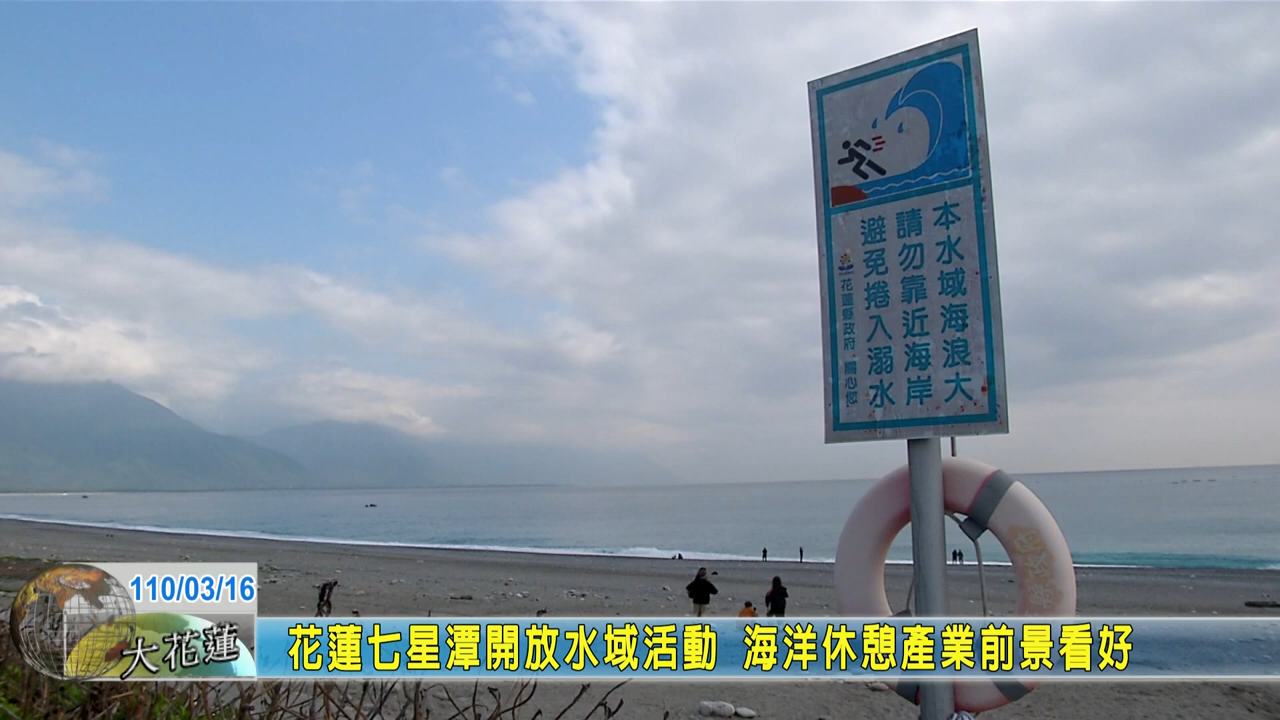 本水域海浪大
請勿靠近海岸
避免捲入溺水
花蓮縣政府 關心您
110/03/16
大花蓮
花蓮七星潭開放水域活動 海洋休憩產業前景看好